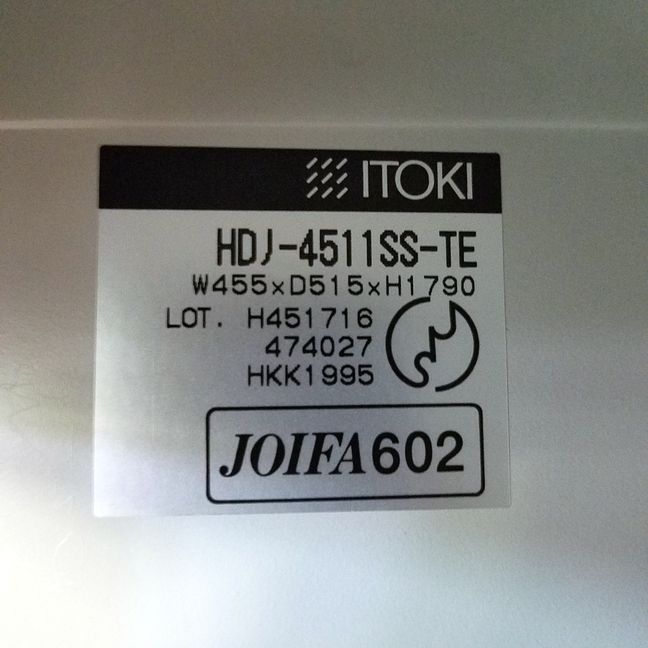 ITOKI
HDJ-4511SS-TE
W455×D515×H1790
LOT. H451716
474027
HKK1995
JOIFA602